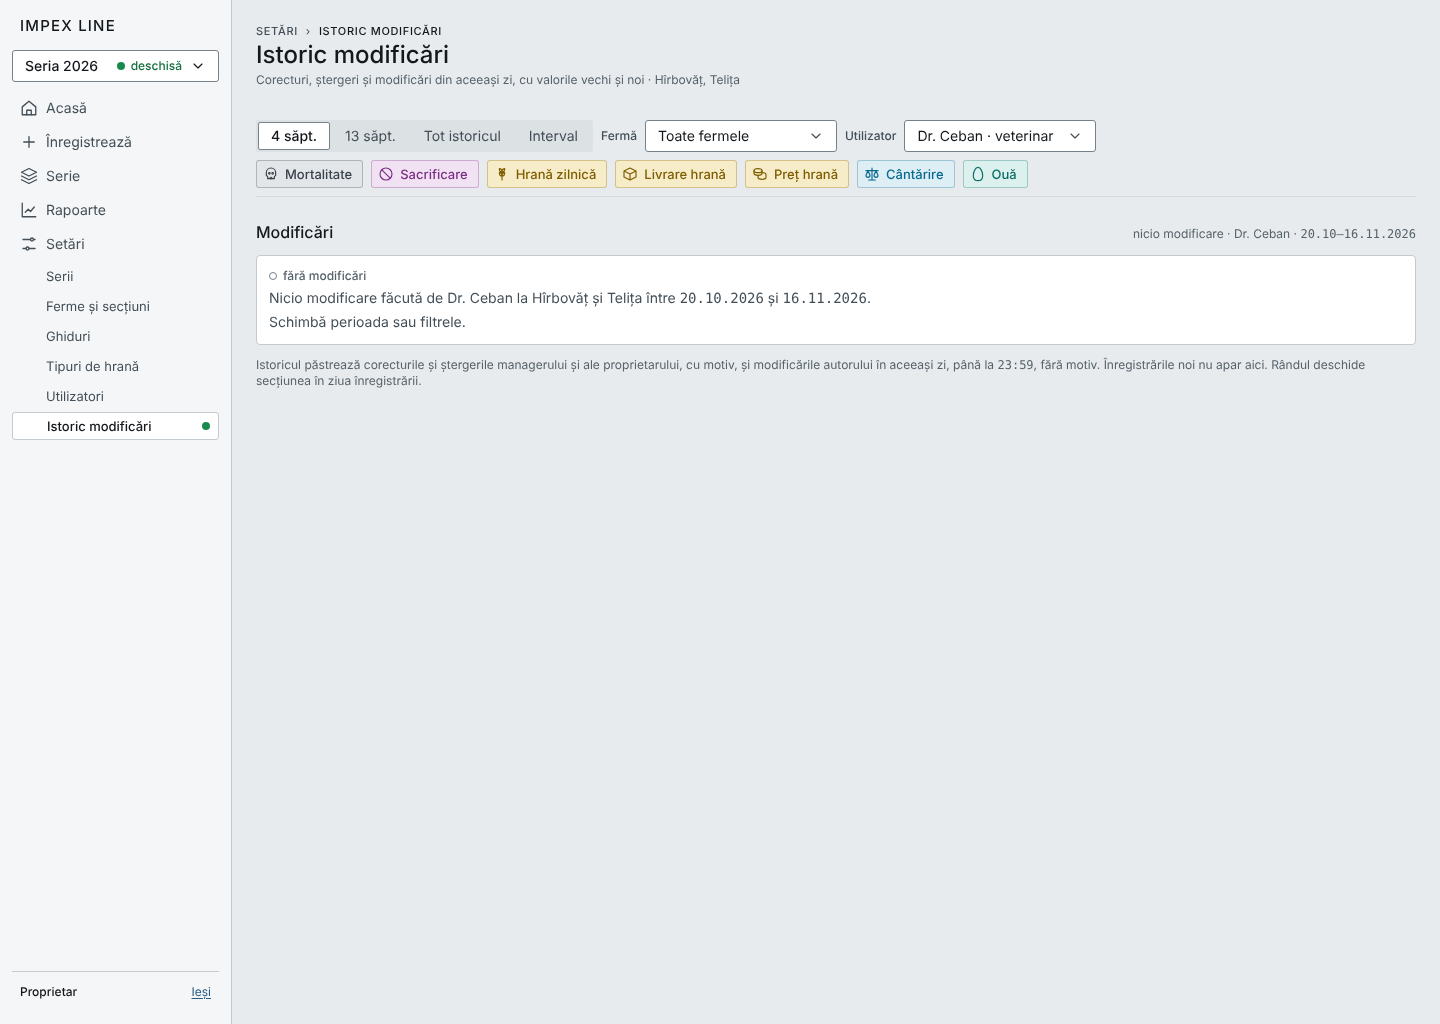 IMPEX LINE
Seria 2026 deschisă
Acasă
Înregistrează
Serie
Rapoarte
Setări
Serii
Ferme și secțiuni
Ghiduri
Tipuri de hrană
Utilizatori
Istoric modificări
Proprietar Ieși
SETĂRI › ISTORIC MODIFICĂRI
Istoric modificări
Corecturi, ștergeri și modificări din aceeași zi, cu valorile vechi și noi · Hîrbovăț, Telița
4 săpt. 13 săpt. Tot istoricul Interval Fermă Toate fermele Utilizator Dr. Ceban · veterinar
Mortalitate Sacrificare Hrană zilnică Livrare hrană Preț hrană Cântărire Ouă
Modificări nicio modificare · Dr. Ceban · 20.10–16.11.2026
fără modificări
Nicio modificare făcută de Dr. Ceban la Hîrbovăț și Telița între 20.10.2026 și 16.11.2026.
Schimbă perioada sau filtrele.
Istoricul păstrează corecturile și ștergerile managerului și ale proprietarului, cu motiv, și modificările autorului în aceeași zi, până la 23:59, fără motiv. Înregistrările noi nu apar aici. Rândul deschide
secțiunea în ziua înregistrării.